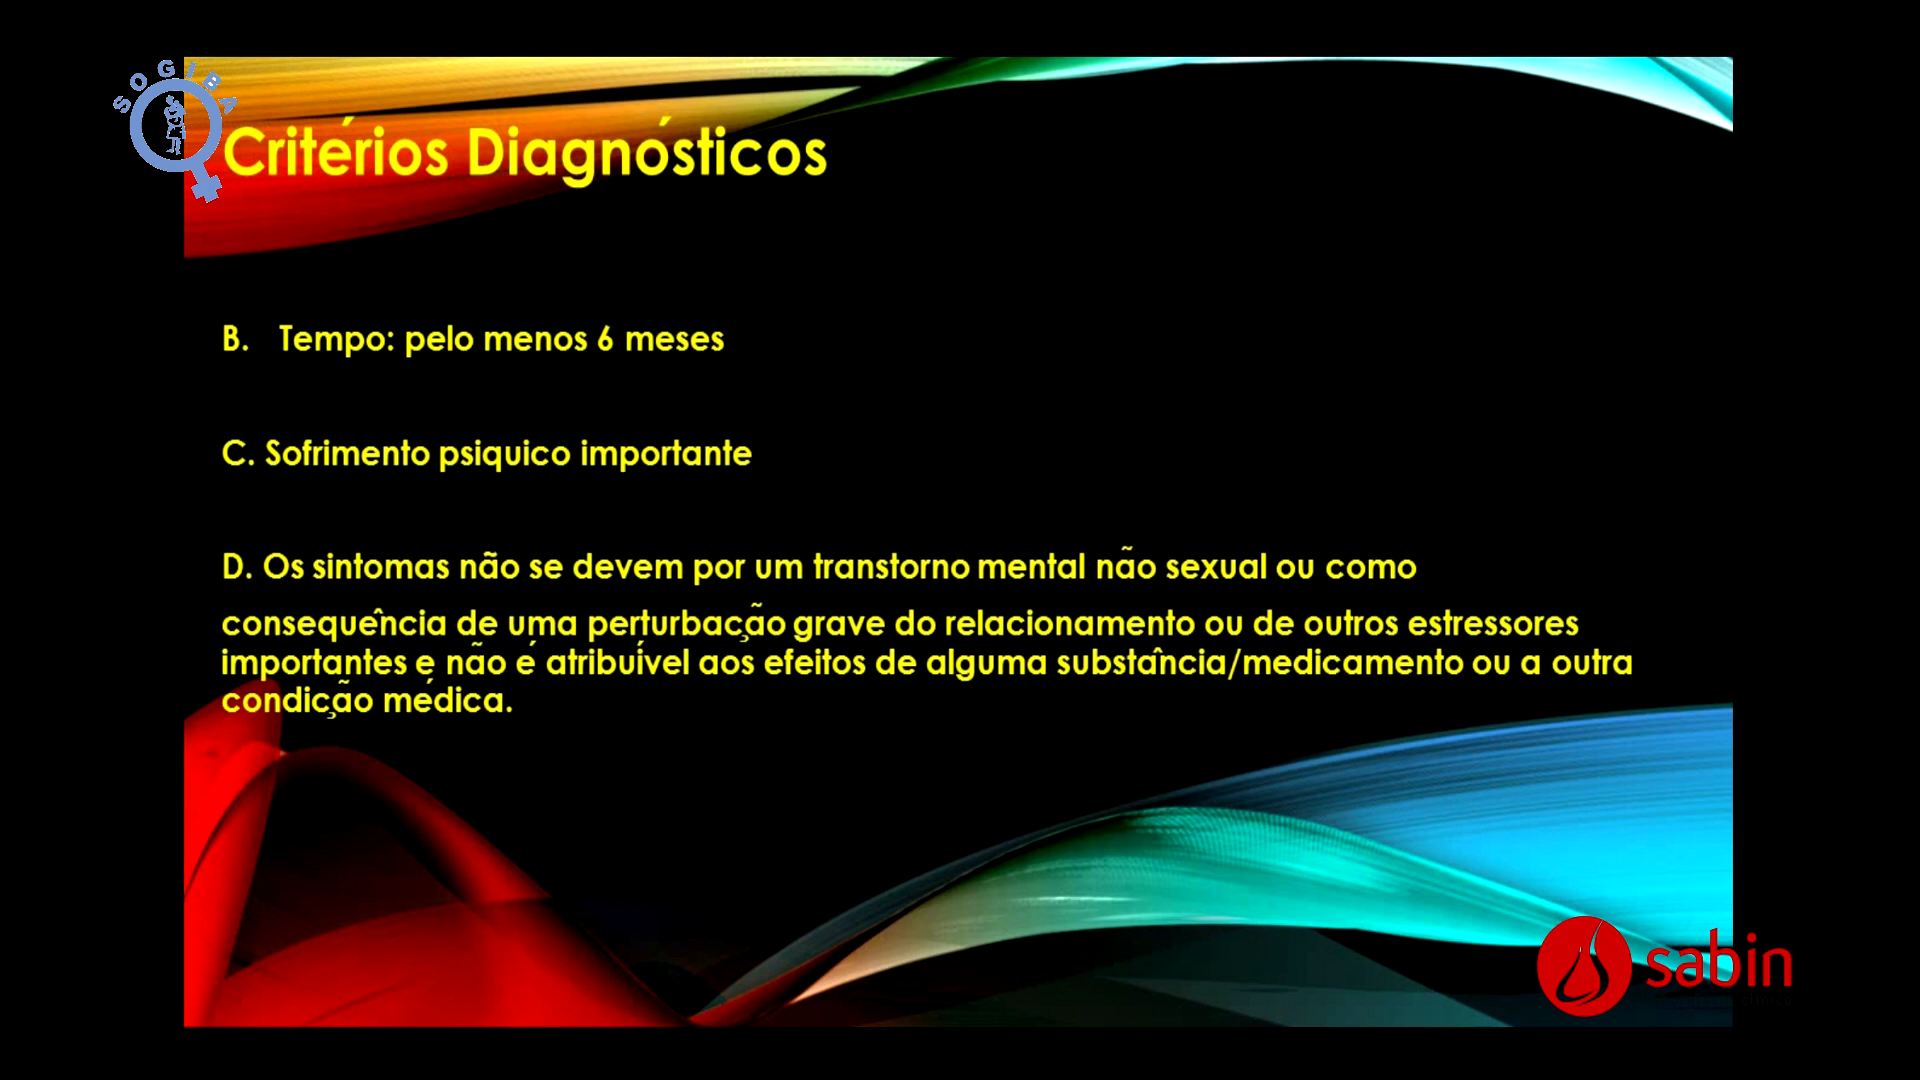 SOGIBA
Critérios Diagnósticos
B. Tempo: pelo menos 6 meses
C. Sofrimento psiquico importante
D. Os sintomas não se devem por um transtorno mental não sexual ou como
consequência de uma perturbação grave do relacionamento ou de outros estressores
importantes e não é atribuível aos efeitos de alguma substância/medicamento ou a outra
condição médica.
sabin